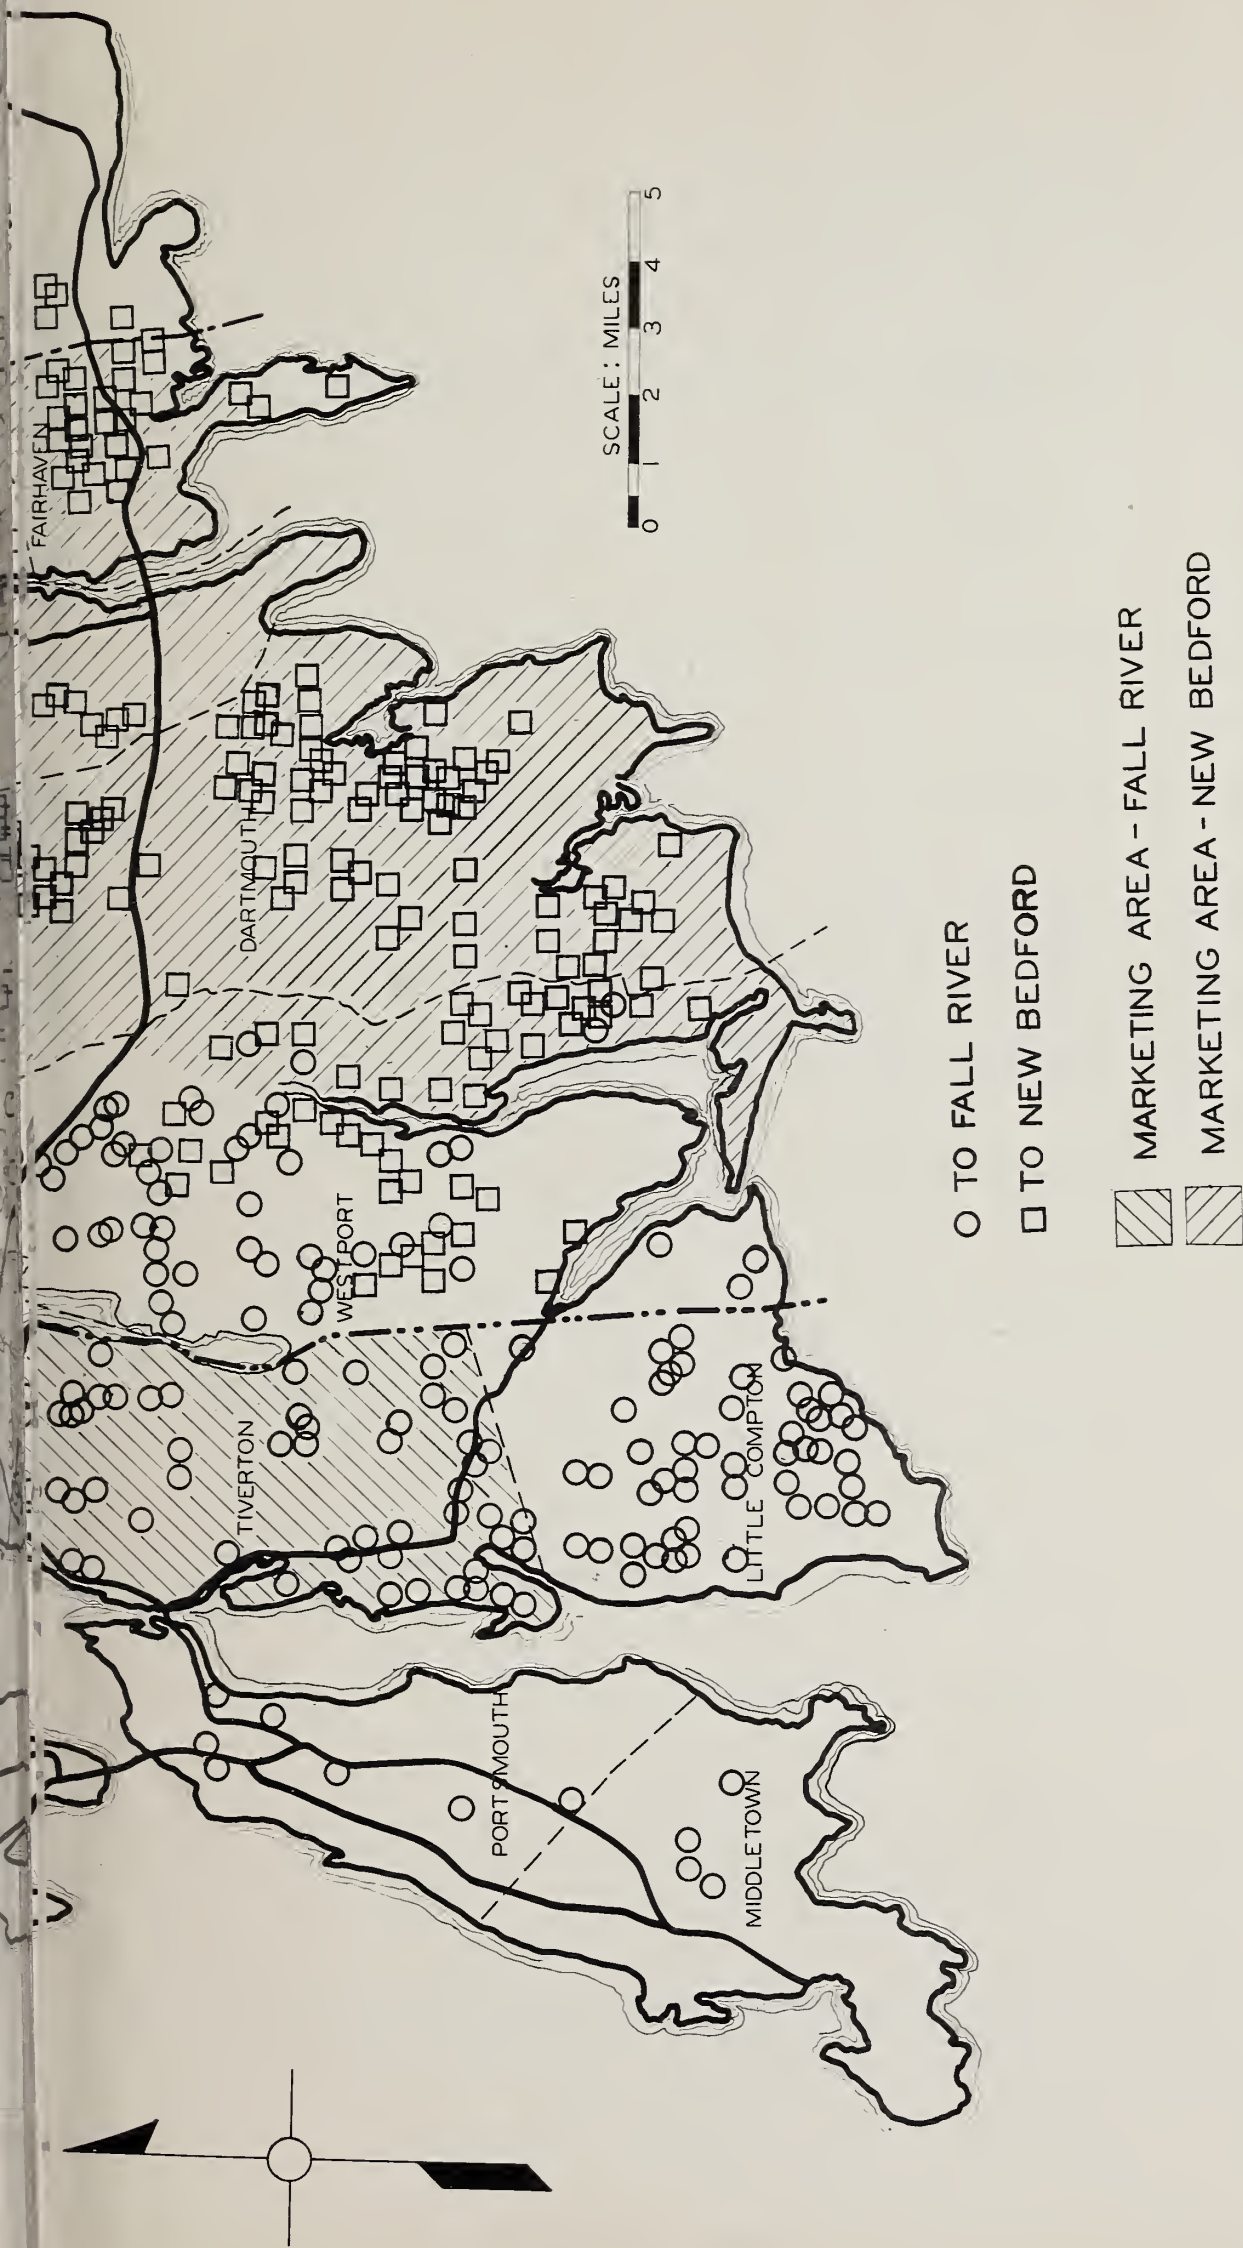 FAIRHAVEN
DARTMOUTH
WESTPORT
TIVERTON
LITTLE COMPTON
PORTSMOUTH
MIDDLETOWN
SCALE: MILES
0 1 2 3 4 5
TO FALL RIVER
TO NEW BEDFORD
MARKETING AREA - FALL RIVER
MARKETING AREA - NEW BEDFORD